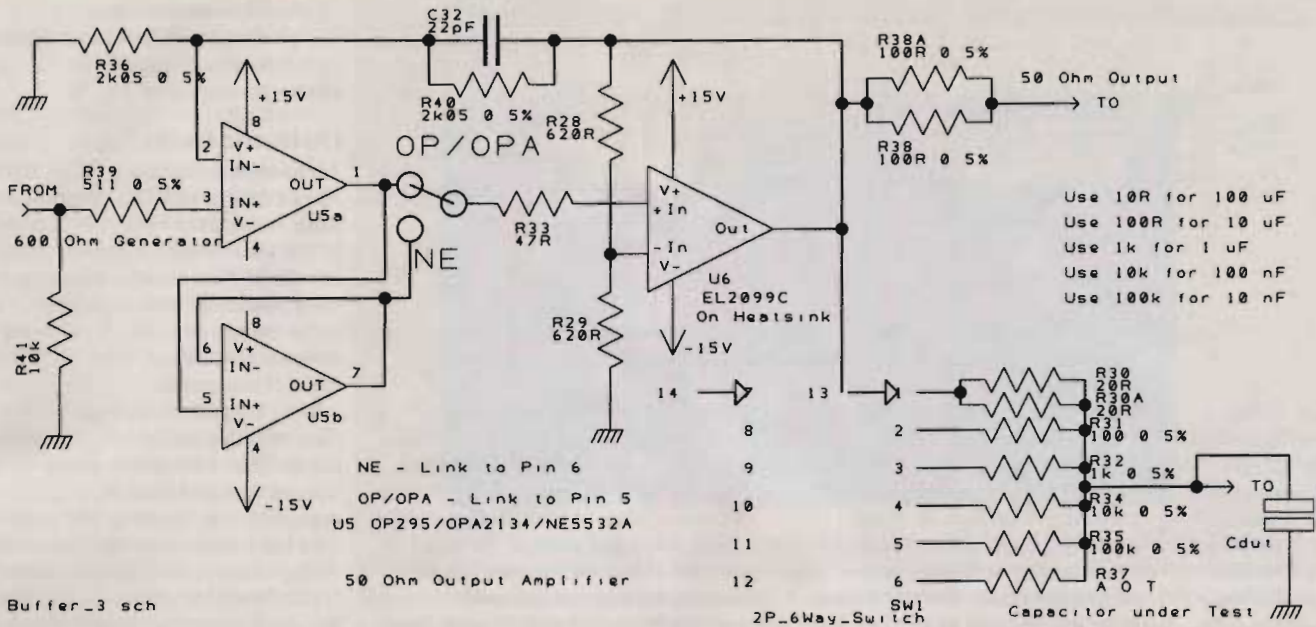 C32
22pF
R36
2k05 0 5%
R38A
100R 0 5%
50 Ohm Output
TO
+15V
+15V
R40
2k05 0 5%
R28
620R
R38
100R 0 5%
8
2
V+
IN-
OP/OPA
R39
511 0 5%
OUT
1
V+
+In
FROM
3
IN+
V-
U5a
Out
Use 10R for 100 uF
Use 100R for 10 uF
Use 1k for 1 uF
Use 10k for 100 nF
Use 100k for 10 nF
600 Ohm Generator
4
R33
47R
-In
V-
NE
U6
EL2099C
On Heatsink
R41
10k
8
6
V+
IN-
R29
620R
-15V
OUT
7
5
IN+
V-
U5b
14
7
13
1
R30
20R
R30A
20R
4
8
2
R31
100 0 5%
NE - Link to Pin 6
9
3
R32
1k 0 5%
TO
-15V
OP/OPA - Link to Pin 5
10
4
R34
10k 0 5%
U5 OP295/OPA2134/NE5532A
11
5
R35
100k 0 5%
Cdut
50 Ohm Output Amplifier
12
6
R37
A O T
Buffer_3 sch
SW1
2P_6Way_Switch
Capacitor under Test